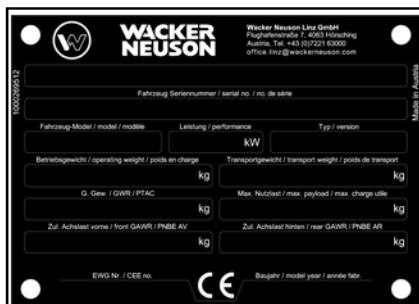 WACKER
NEUSON
Wacker Neuson Linz GmbH
Flughafenstraße 7, 4063 Hörsching
Austria, Tel. +43 (0)7221 63000
office.linz@wackerneuson.com
1000269512
Made in Austria
Fahrzeug Seriennummer / serial no. / no. de série
Fahrzeug-Model / model / modèle Leistung / performance Typ / version
kW
Betriebsgewicht / operating weight / poids en charge Transportgewicht / transport weight / poids de transport
kg kg
G. Gew. / GWR / PTAC Max. Nutzlast / max. payload / max. charge utile
kg kg
Zul. Achslast vorne / front GAWR / PNBE AV Zul. Achslast hinten / rear GAWR / PNBE AR
kg kg
EWG Nr. / CEE no. CE Baujahr / model year / année fabr.